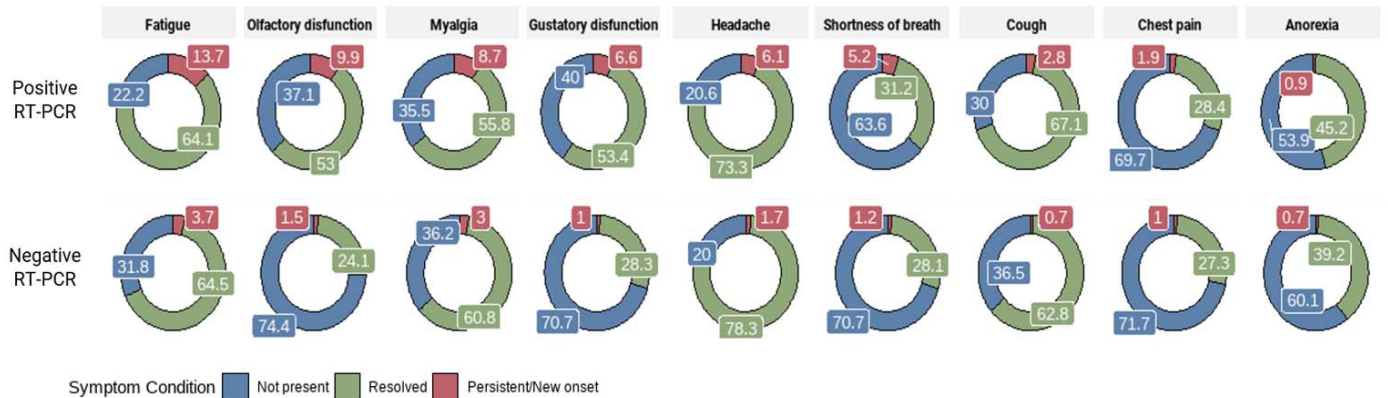 Fatigue Olfactory disfunction Myalgia Gustatory disfunction Headache Shortness of breath Cough Chest pain Anorexia
Positive
RT-PCR
13.7 22.2 64.1
9.9 37.1 53
8.7 35.5 55.8
6.6 40 53.4
6.1 20.6 73.3
5.2 31.2 63.6
2.8 30 67.1
1.9 28.4 69.7
0.9 53.9 45.2
Negative
RT-PCR
3.7 31.8 64.5
1.5 24.1 74.4
3 36.2 60.8
1 28.3 70.7
1.7 20 78.3
1.2 28.1 70.7
0.7 36.5 62.8
1 27.3 71.7
0.7 39.2 60.1
Symptom Condition Not present Resolved Persistent/New onset